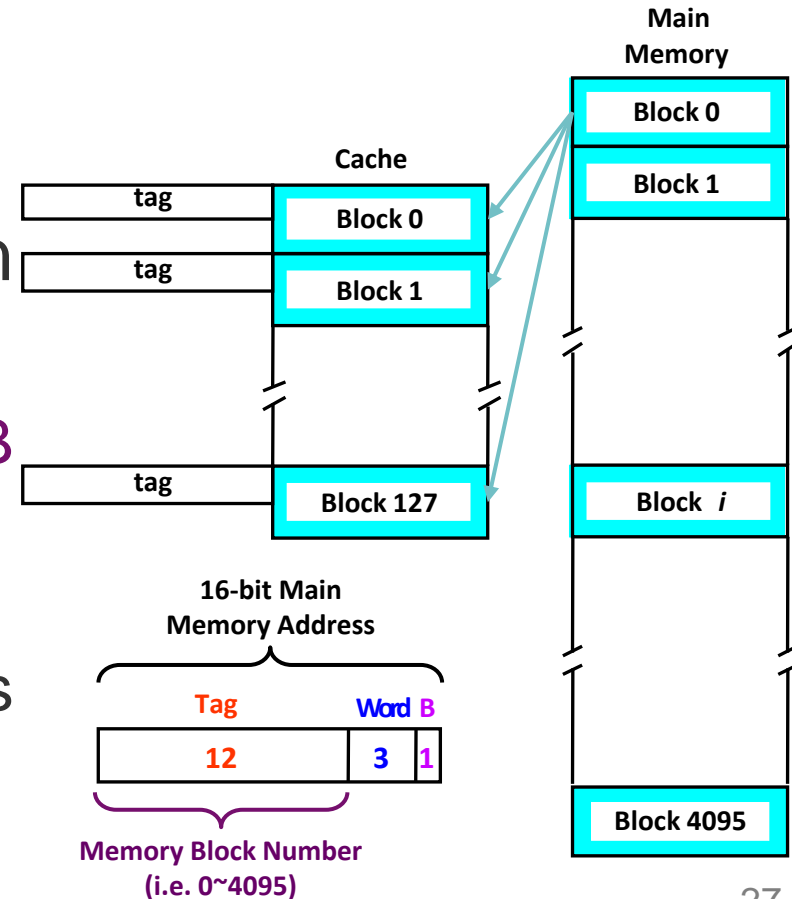 Main
Memory
Block 0
Block 1
Block i
Block 4095
Cache
tag
Block 0
tag
Block 1
tag
Block 127
16-bit Main
Memory Address
Tag Word B
12 3 1
Memory Block Number
(i.e. 0~4095)